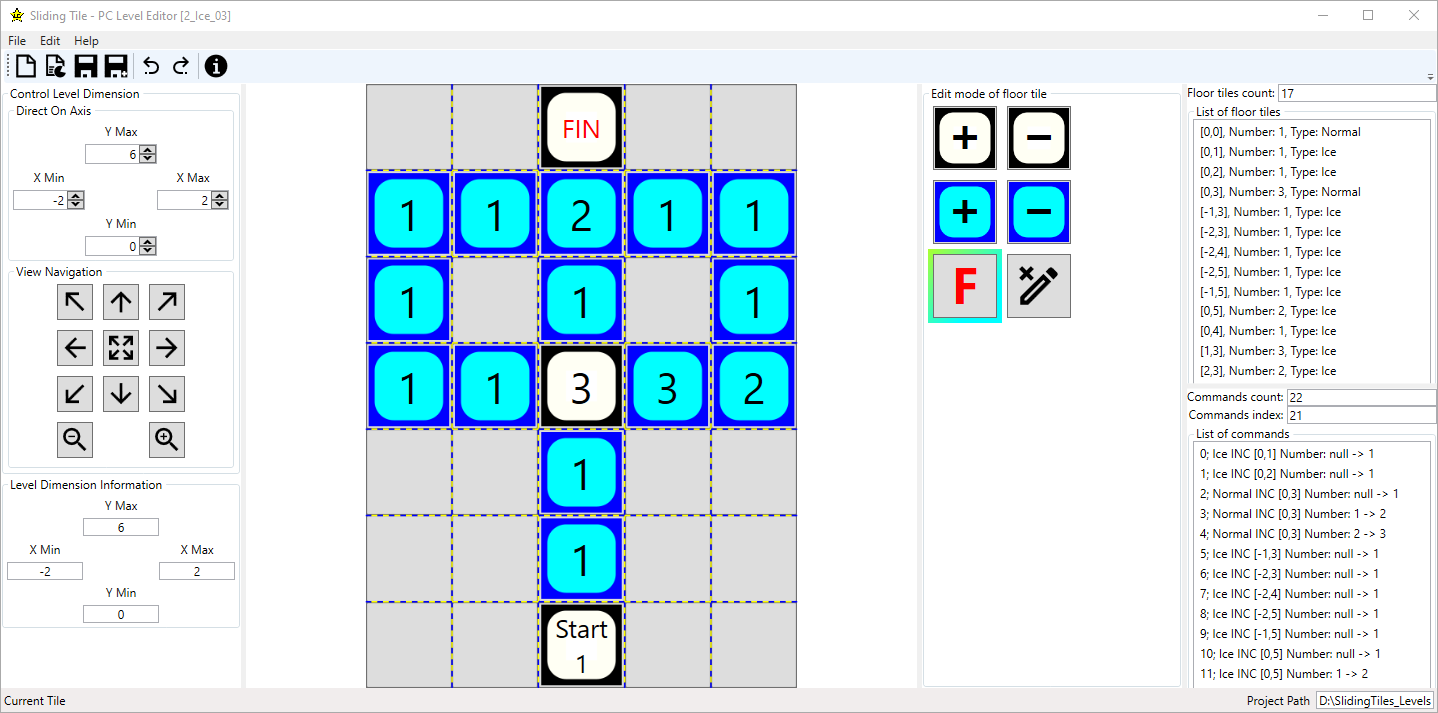 Sliding Tile - PC Level Editor [2_Ice_03]
File Edit Help
Control Level Dimension
Direct On Axis
Y Max
6
X Min X Max
-2 2
Y Min
0
View Navigation
Level Dimension Information
Y Max
6
X Min X Max
-2 2
Y Min
0
FIN
1 1 2 1 1
1 1 1
1 1 3 3 2
1
1
Start
1
Edit mode of floor tile
+ −
+ −
F
Floor tiles count: 17
List of floor tiles
[0,0], Number: 1, Type: Normal
[0,1], Number: 1, Type: Ice
[0,2], Number: 1, Type: Ice
[0,3], Number: 3, Type: Normal
[-1,3], Number: 1, Type: Ice
[-2,3], Number: 1, Type: Ice
[-2,4], Number: 1, Type: Ice
[-2,5], Number: 1, Type: Ice
[-1,5], Number: 1, Type: Ice
[0,5], Number: 2, Type: Ice
[0,4], Number: 1, Type: Ice
[1,3], Number: 3, Type: Ice
[2,3], Number: 2, Type: Ice
Commands count: 22
Commands index: 21
List of commands
0; Ice INC [0,1] Number: null -> 1
1; Ice INC [0,2] Number: null -> 1
2; Normal INC [0,3] Number: null -> 1
3; Normal INC [0,3] Number: 1 -> 2
4; Normal INC [0,3] Number: 2 -> 3
5; Ice INC [-1,3] Number: null -> 1
6; Ice INC [-2,3] Number: null -> 1
7; Ice INC [-2,4] Number: null -> 1
8; Ice INC [-2,5] Number: null -> 1
9; Ice INC [-1,5] Number: null -> 1
10; Ice INC [0,5] Number: null -> 1
11; Ice INC [0,5] Number: 1 -> 2
Current Tile
Project Path D:\SlidingTiles_Levels